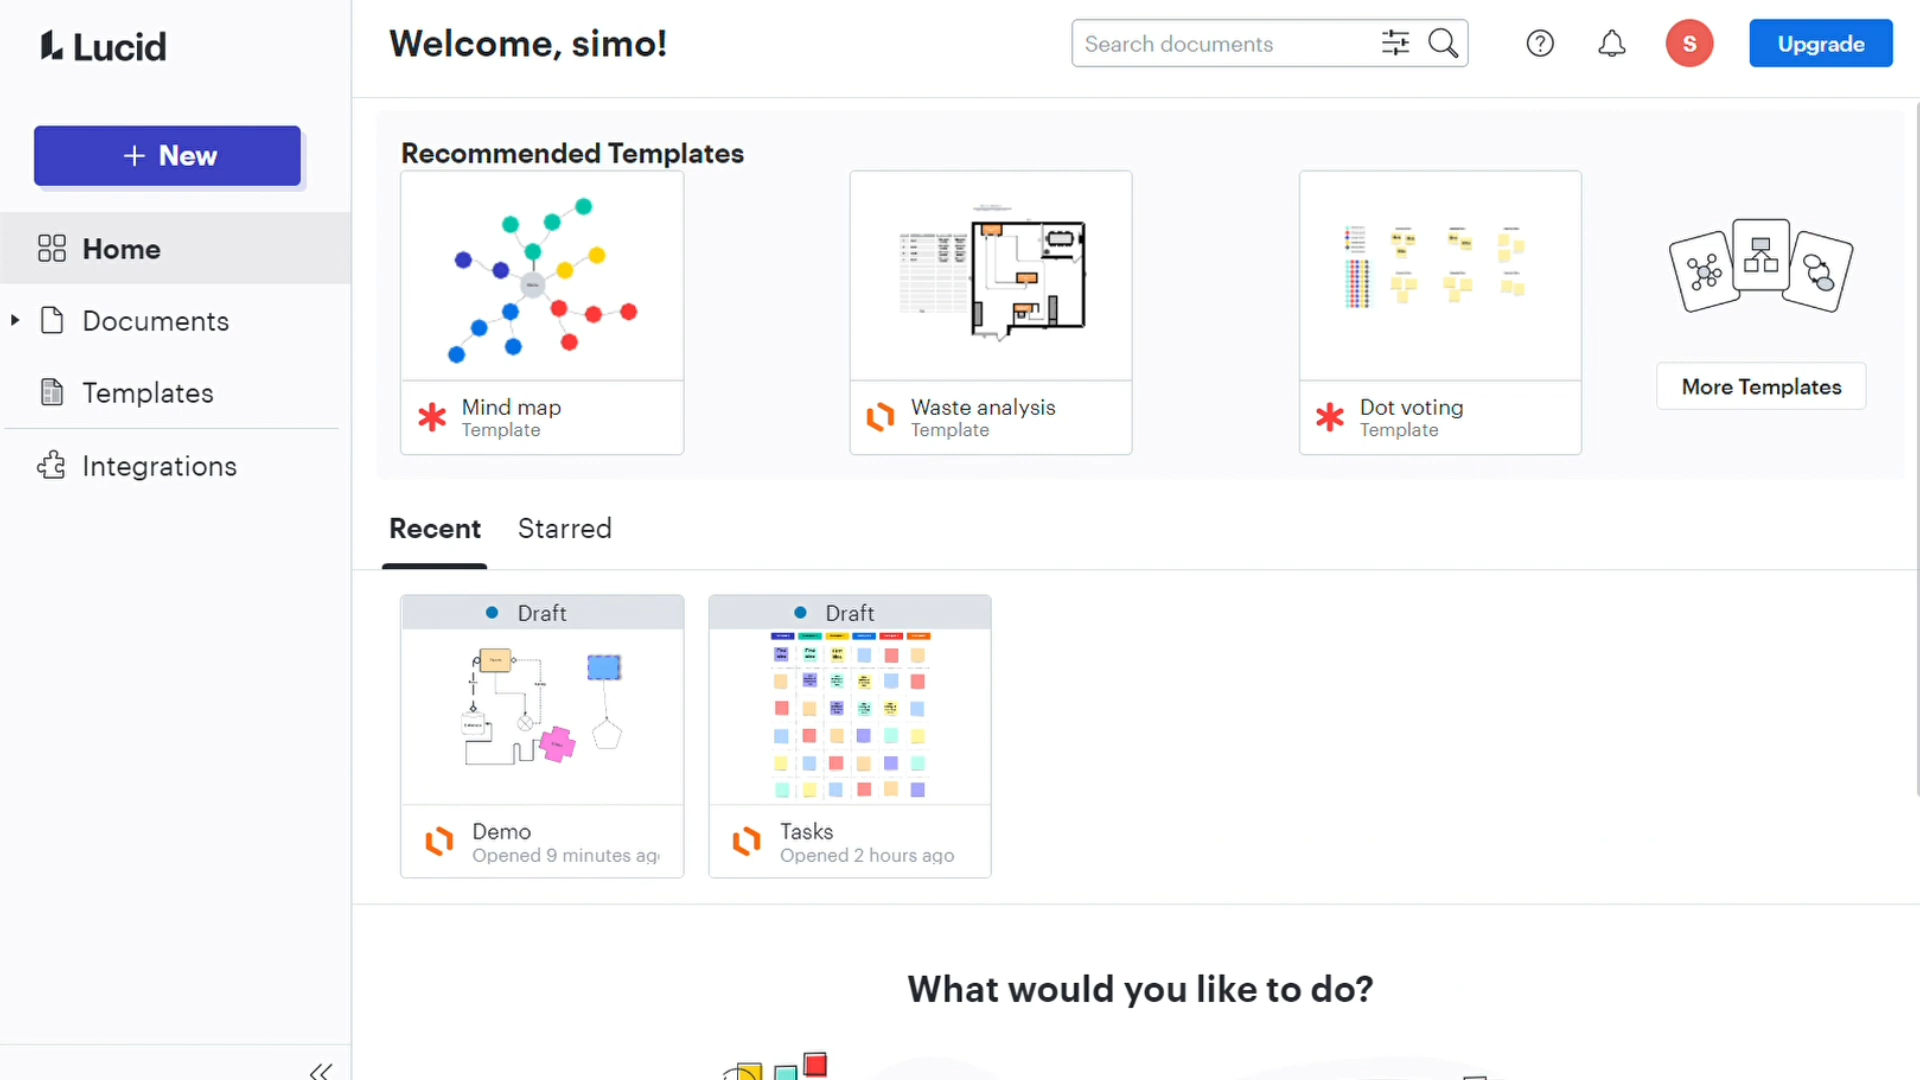 Lucid
Welcome, simo!
Search documents
S
Upgrade
+ New
Home
Documents
Templates
Integrations
Recommended Templates
Mind map
Template
Waste analysis
Template
Dot voting
Template
More Templates
Recent
Starred
Draft
Draft
Demo
Opened 9 minutes ag
Tasks
Opened 2 hours ago
What would you like to do?